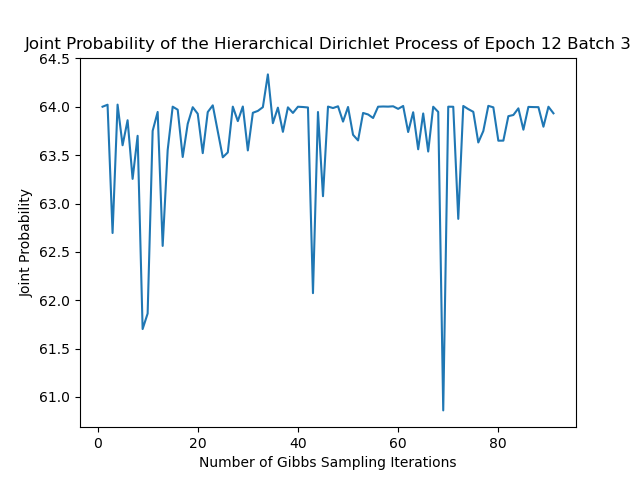 Joint Probability of the Hierarchical Dirichlet Process of Epoch 12 Batch 3
64.5
64.0
63.5
63.0
62.5
62.0
61.5
61.0
Joint Probability
0 20 40 60 80
Number of Gibbs Sampling Iterations